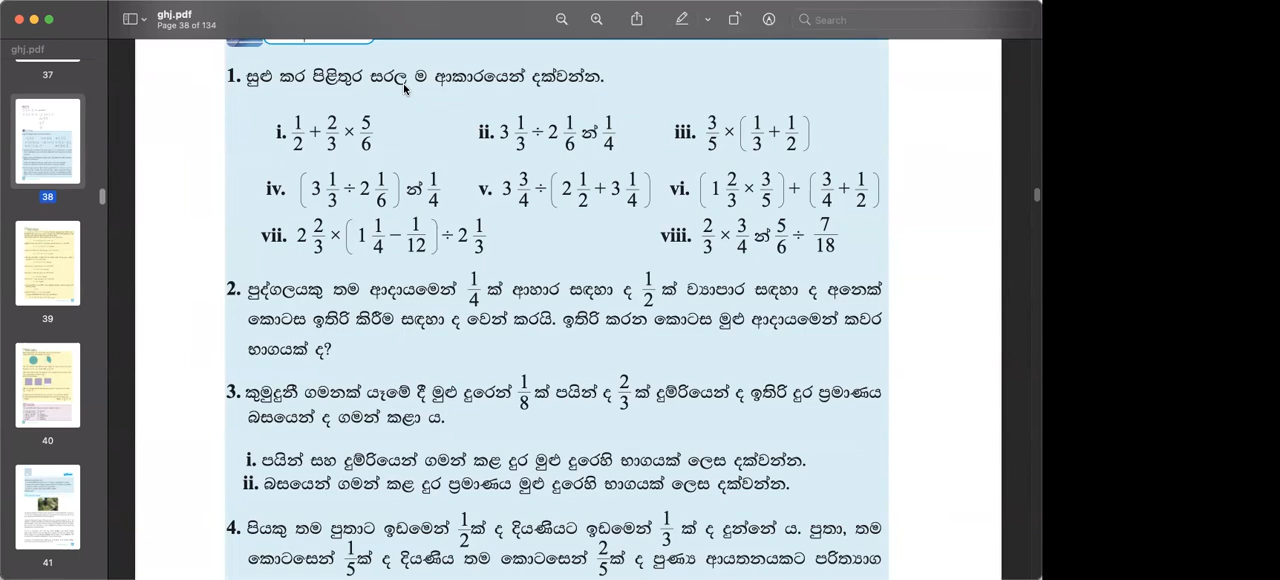 ghj.pdf
Page 38 of 134
Search
ghj.pdf
37
38
39
40
41
1. සුළු කර පිළිතුර සරල ම ආකාරයෙන් දක්වන්න.
i. 1/2 + 2/3 × 5/6 ii. 3 1/3 ÷ 2 1/6 න් 1/4 iii. 3/5 × (1/3 + 1/2)
iv. (3 1/3 ÷ 2 1/6) න් 1/4 v. 3 3/4 ÷ (2 1/2 + 3 1/4) vi. (1 2/3 × 3/5) + (3/4 + 1/2)
vii. 2 2/3 × (1 1/4 − 1/12) ÷ 2 1/3 viii. 2/3 × 3/4 න් 5/6 ÷ 7/18
2. පුද්ගලයකු තම ආදායමෙන් 1/4 ක් ආහාර සඳහා ද 1/2 ක් ව්‍යාපාර සඳහා ද අනෙක්
කොටස ඉතිරි කිරීම සඳහා ද වෙන් කරයි. ඉතිරි කරන කොටස මුළු ආදායමෙන් කවර
භාගයක් ද?
3. කුමුදුනී ගමනක් යෑමේ දී මුළු දුරෙන් 1/8 ක් පයින් ද 2/3 ක් දුම්රියෙන් ද ඉතිරි දුර ප්‍රමාණය
බසයෙන් ද ගමන් කළා ය.
i. පයින් සහ දුම්රියෙන් ගමන් කළ දුර මුළු දුරෙහි භාගයක් ලෙස දක්වන්න.
ii. බසයෙන් ගමන් කළ දුර ප්‍රමාණය මුළු දුරෙහි භාගයක් ලෙස දක්වන්න.
4. පියකු තම පුතාට ඉඩමෙන් 1/2 දියණියට ඉඩමෙන් 1/3 ක් ද දුන්නේ ය. පුතා, තම
කොටසෙන් 1/5 ක් ද දියණිය තම කොටසෙන් 2/5 ක් ද පුණ්‍ය ආයතනයකට පරිත්‍යාග